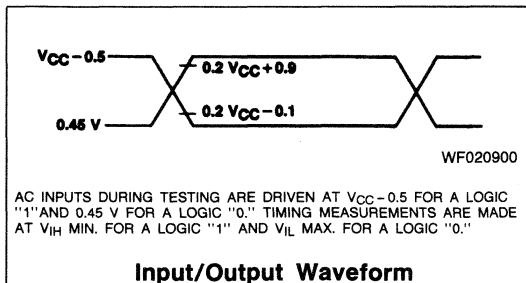 VCC−0.5
0.2 VCC+0.9
0.2 VCC−0.1
0.45 V
WF020900
AC INPUTS DURING TESTING ARE DRIVEN AT VCC−0.5 FOR A LOGIC
"1"AND 0.45 V FOR A LOGIC "0." TIMING MEASUREMENTS ARE MADE
AT VIH MIN. FOR A LOGIC "1" AND VIL MAX. FOR A LOGIC "0."
Input/Output Waveform